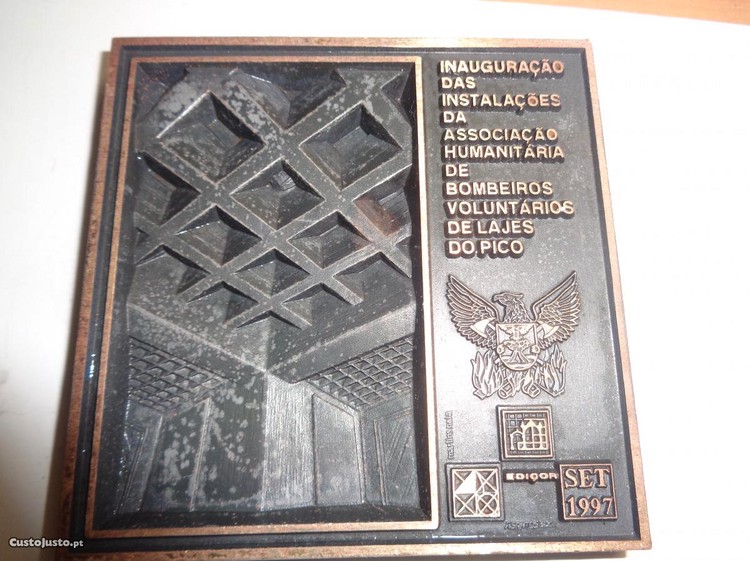 INAUGURAÇÃO
DAS
INSTALAÇÕES
DA
ASSOCIAÇÃO
HUMANITÁRIA
DE
BOMBEIROS
VOLUNTÁRIOS
DE LAJES
DO PICO
EDIÇOR
SET
1997
CustoJusto.pt